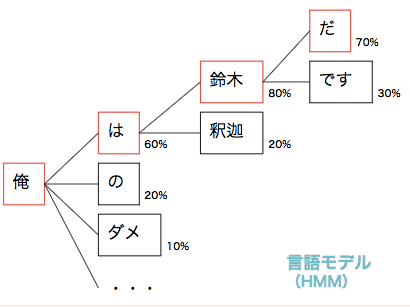 だ
70%
鈴木
80%
です
30%
は
60%
釈迦
20%
俺
の
20%
ダメ
10%
・・・
言語モデル
（HMM）